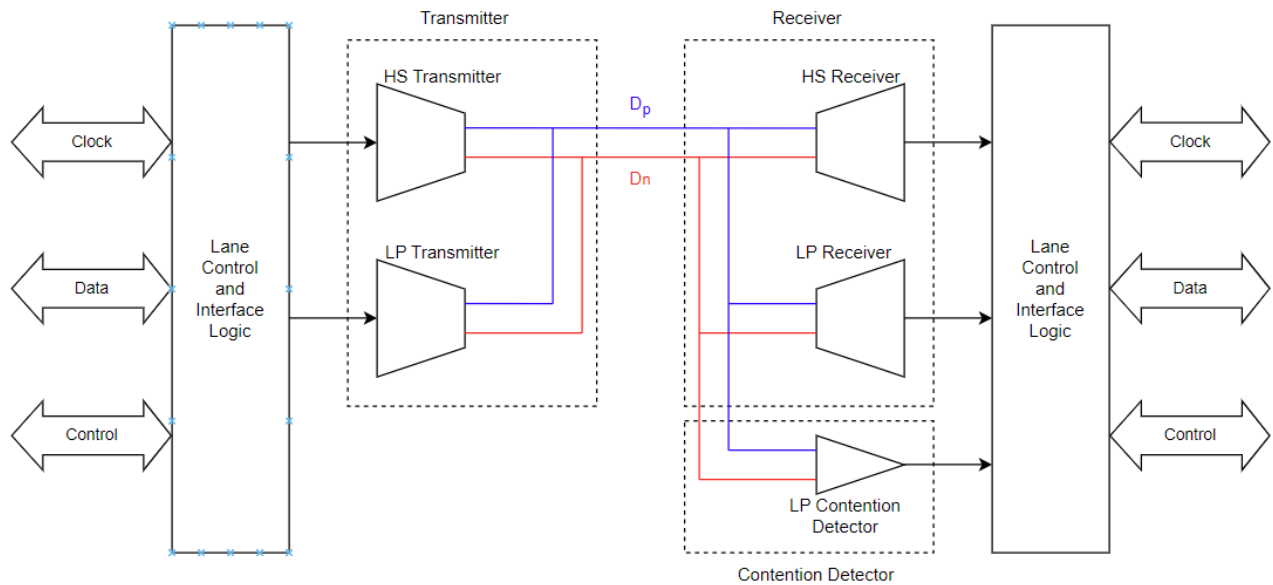 Transmitter
Receiver
HS Transmitter
HS Receiver
Dp
Dn
Clock
Clock
LP Transmitter
LP Receiver
Lane
Control
and
Interface
Logic
Lane
Control
and
Interface
Logic
Data
Data
Control
Control
LP Contention
Detector
Contention Detector